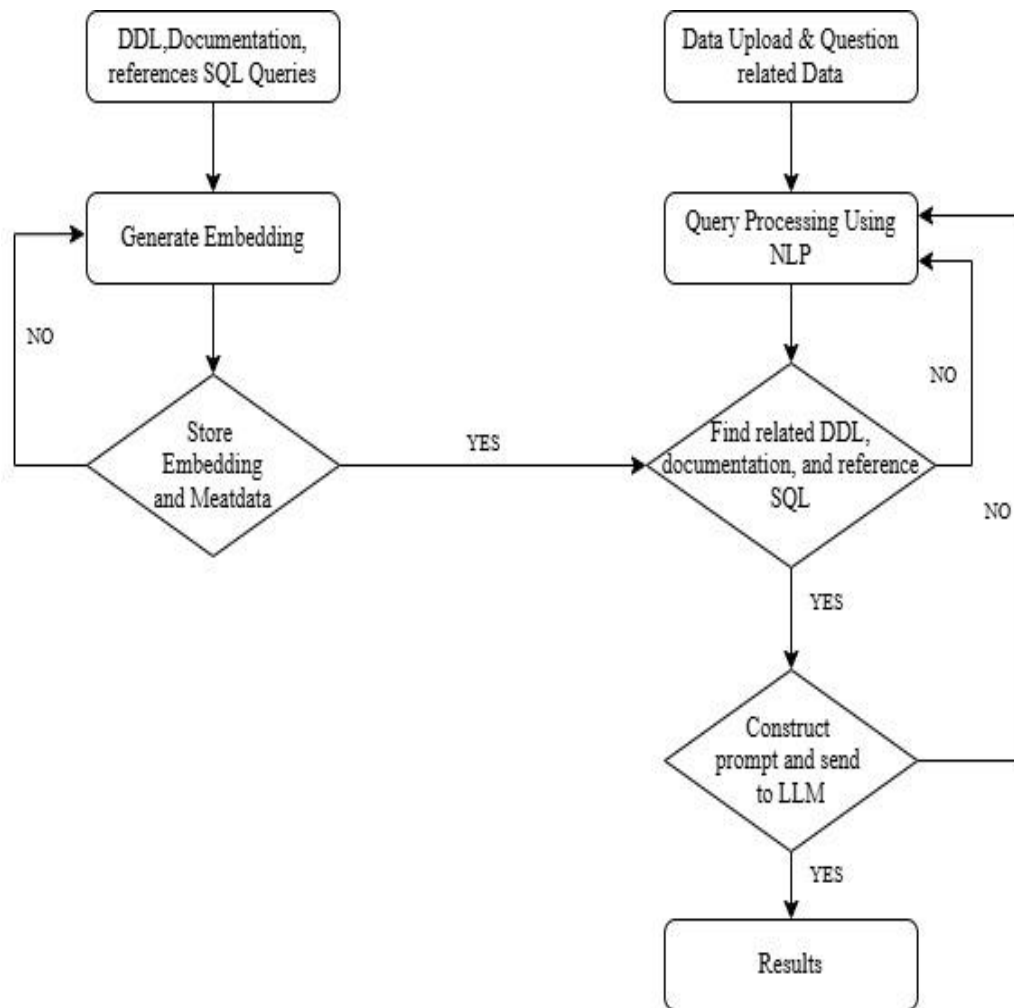 DDL,Documentation,
references SQL Queries
Data Upload & Question
related Data
Generate Embedding
Query Processing Using
NLP
NO
NO
Store
Embedding
and Meatdata
YES
Find related DDL,
documentation, and reference
SQL
NO
YES
Construct
prompt and send
to LLM
YES
Results